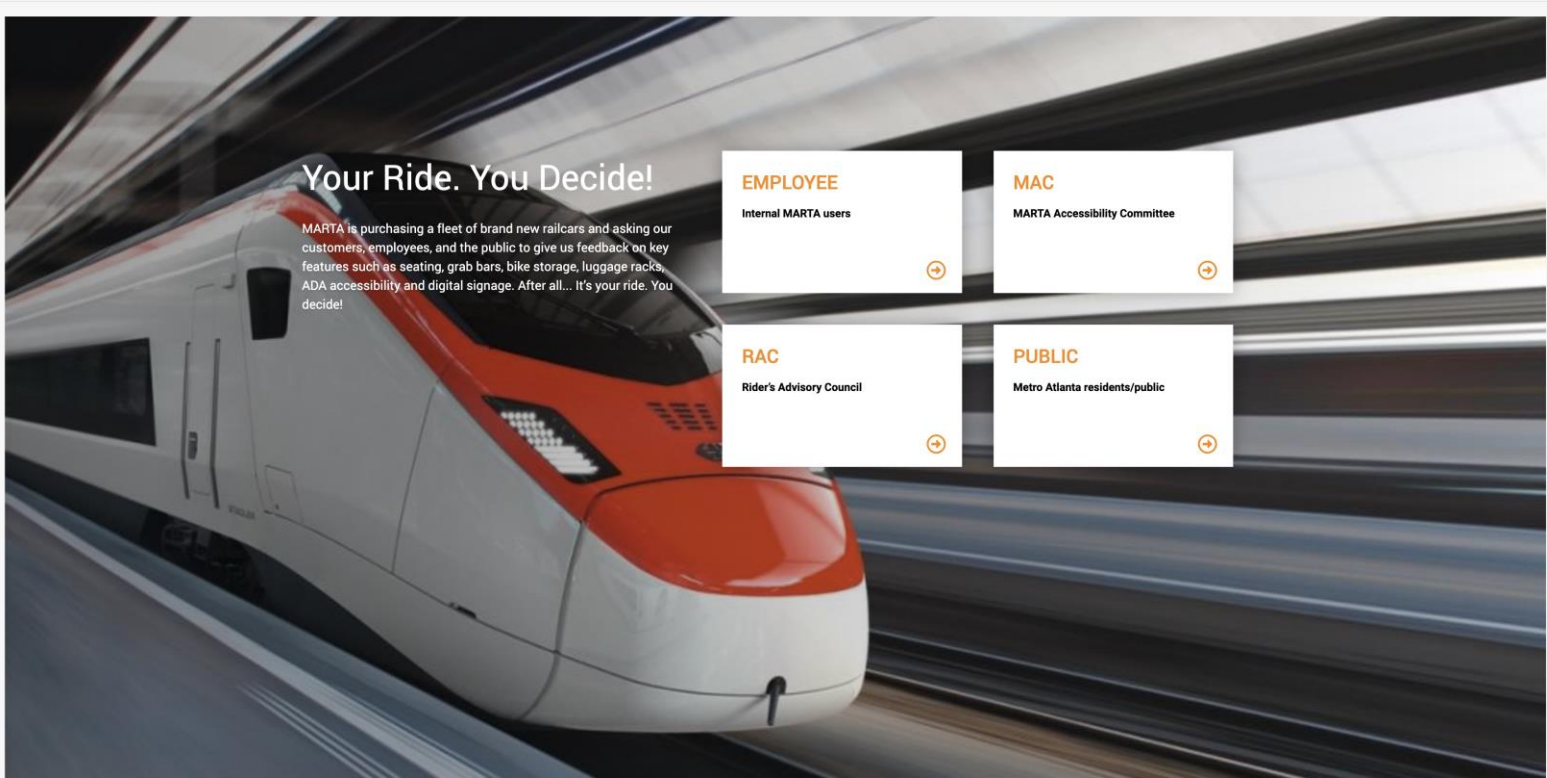 Your Ride. You Decide!
MARTA is purchasing a fleet of brand new railcars and asking our
customers, employees, and the public to give us feedback on key
features such as seating, grab bars, bike storage, luggage racks,
ADA accessibility and digital signage. After all... it's your ride. You
decide!
EMPLOYEE
Internal MARTA users
MAC
MARTA Accessibility Committee
RAC
Rider's Advisory Council
PUBLIC
Metro Atlanta residents/public
STADLER